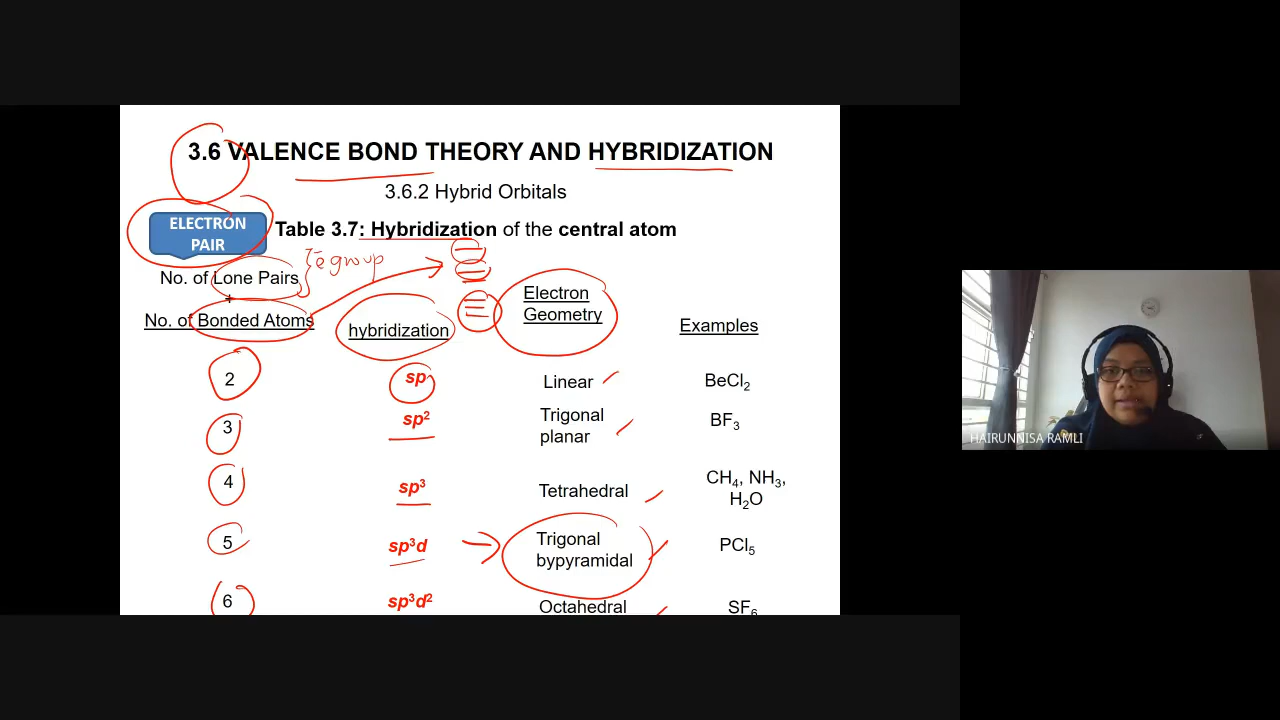 3.6 VALENCE BOND THEORY AND HYBRIDIZATION
3.6.2 Hybrid Orbitals
ELECTRON
PAIR
Table 3.7: Hybridization of the central atom
No. of Lone Pairs
+
No. of Bonded Atoms
ē group
hybridization
Electron
Geometry
Examples
2 sp Linear BeCl₂
3 sp² Trigonal
planar BF₃
4 sp³ Tetrahedral CH₄, NH₃,
H₂O
5 sp³d Trigonal
bypyramidal PCl₅
6 sp³d² Octahedral SF₆
HAIRUNNISA RAMLI